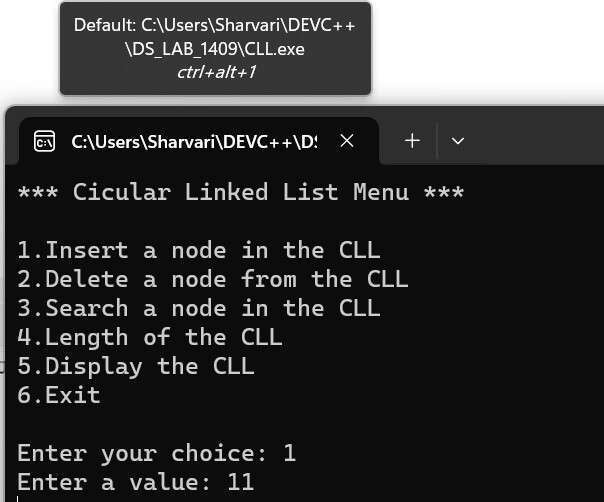 Default: C:\Users\Sharvari\DEVC++
\DS_LAB_1409\CLL.exe
ctrl+alt+1
C:\Users\Sharvari\DEVC++\DS
*** Cicular Linked List Menu ***
1.Insert a node in the CLL
2.Delete a node from the CLL
3.Search a node in the CLL
4.Length of the CLL
5.Display the CLL
6.Exit
Enter your choice: 1
Enter a value: 11